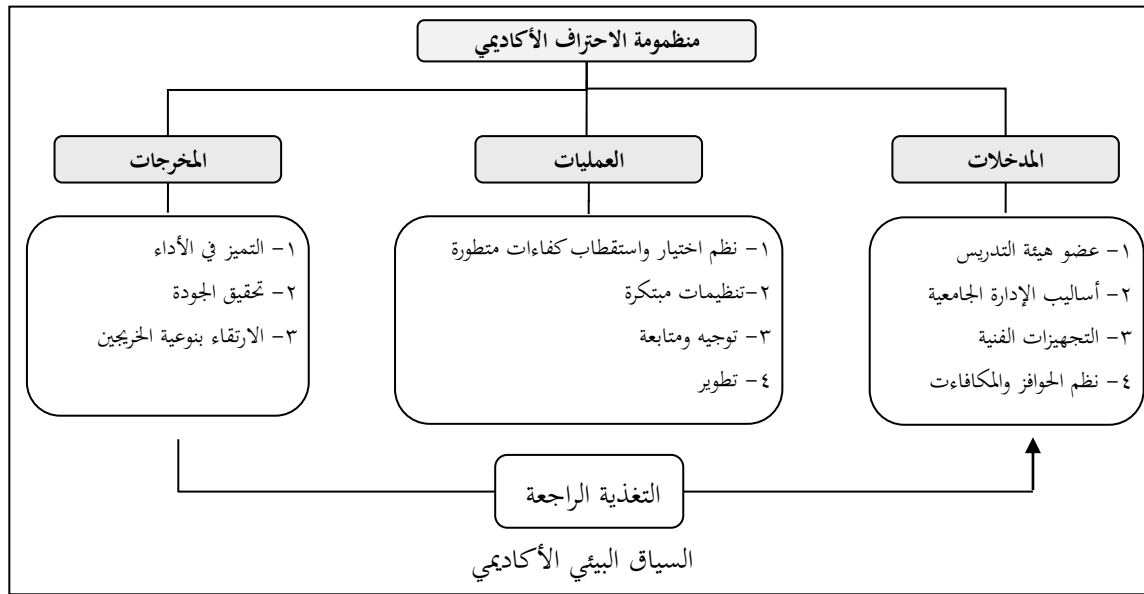 منظمومة الاحتراف الأكاديمي
المدخلات
١- عضو هيئة التدريس
٢- أساليب الإدارة الجامعية
٣- التجهيزات الفنية
٤- نظم الحوافز والمكافاءت
العمليات
١- نظم اختيار واستقطاب كفاءات متطورة
٢-تنظيمات مبتكرة
٣- توجيه ومتابعة
٤- تطوير
المخرجات
١- التميز في الأداء
٢- تحقيق الجودة
٣- الارتقاء بنوعية الخريجين
التغذية الراجعة
السياق البيئي الأكاديمي